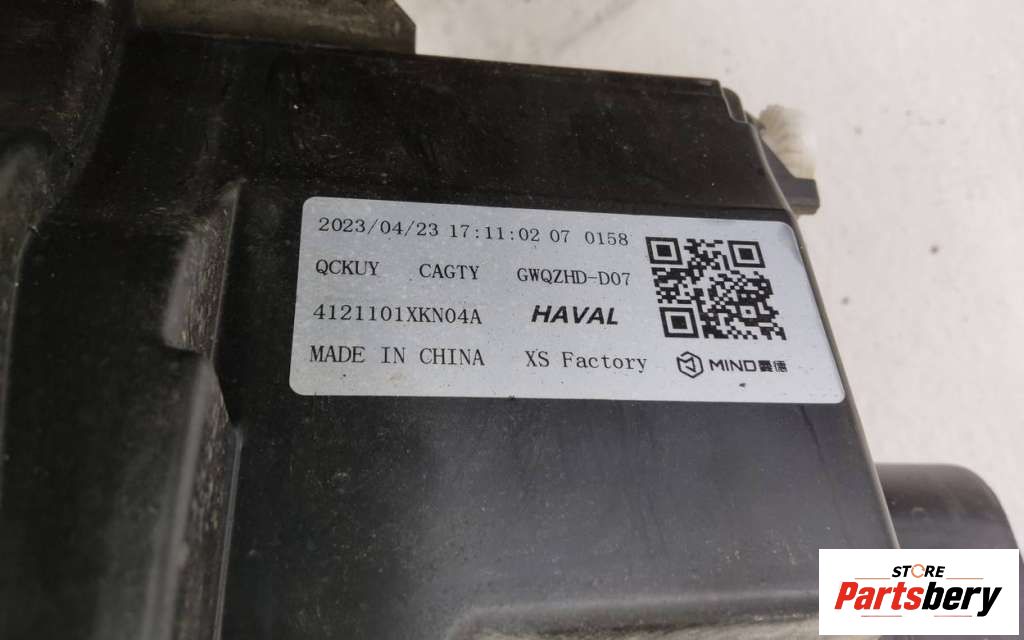 2023/04/23 17:11:02 07 0158
QCKUY CAGTY GWQZHD-D07
4121101XKN04A HAVAL
MADE IN CHINA XS Factory MIND曼德
STORE
Partsbery